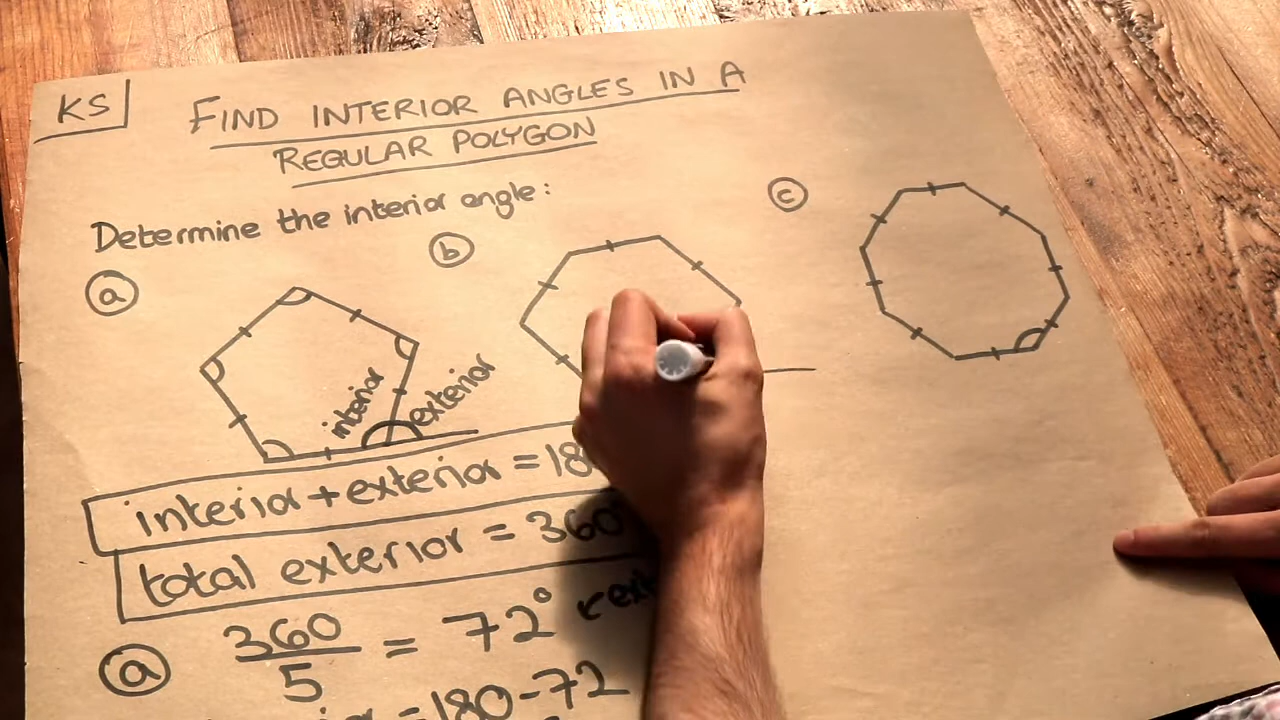 KS
FIND INTERIOR ANGLES IN A
REGULAR POLYGON
Determine the interior angle:
a
b
c
interior
exterior
interior + exterior = 18
total exterior = 360°
a 360/5 = 72°
= 180 - 72